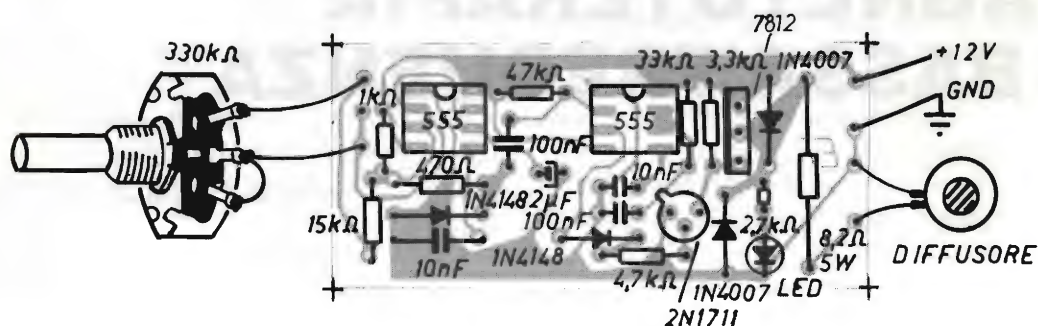 7812
330kΩ
47kΩ
33kΩ
3,3kΩ
1N4007
+12V
1kΩ
555
555
GND
100nF
470Ω
10nF
1N4148
2µF
100nF
15kΩ
2,7kΩ
8,2Ω
5W
DIFFUSORE
10nF
1N4148
4,7kΩ
1N4007
LED
2N1711